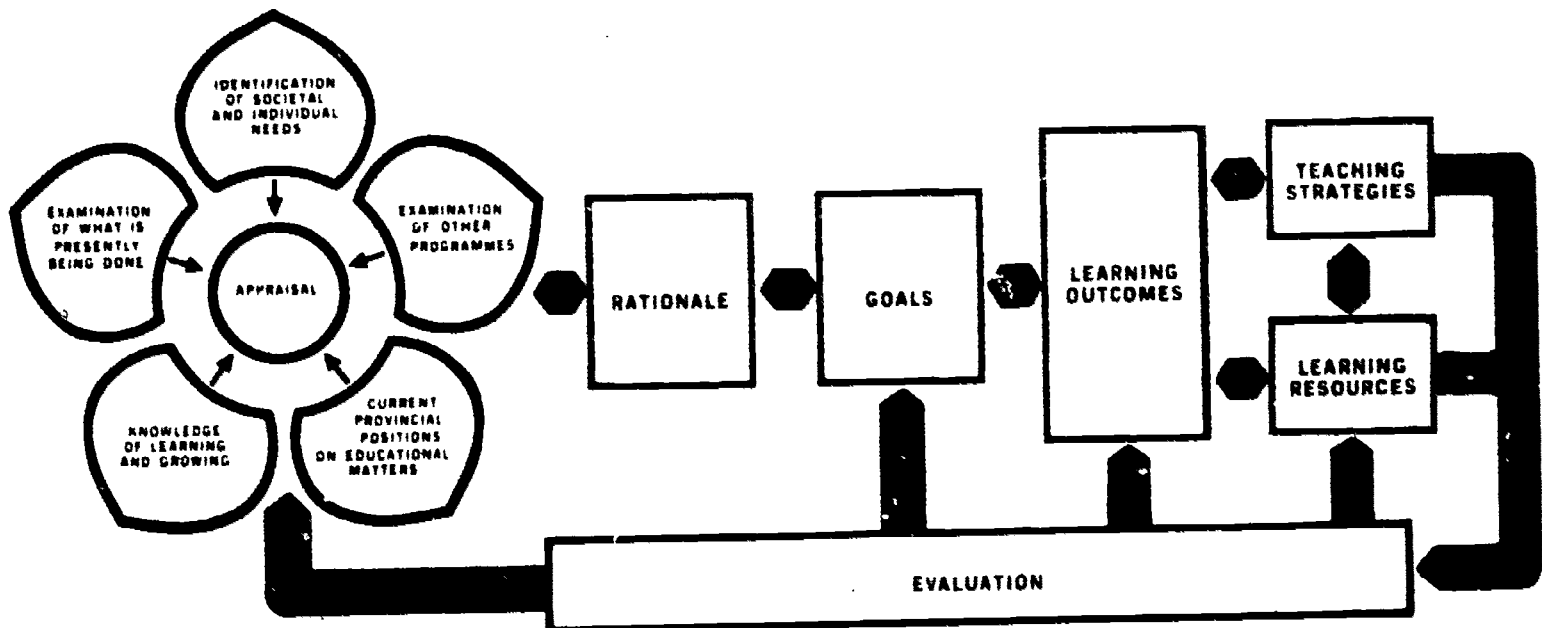 IDENTIFICATION
OF SOCIETAL
AND INDIVIDUAL
NEEDS
EXAMINATION
OF WHAT IS
PRESENTLY
BEING DONE
EXAMINATION
OF OTHER
PROGRAMMES
APPRAISAL
KNOWLEDGE
OF LEARNING
AND GROWING
CURRENT
PROVINCIAL
POSITIONS
ON EDUCATIONAL
MATTERS
RATIONALE
GOALS
LEARNING
OUTCOMES
TEACHING
STRATEGIES
LEARNING
RESOURCES
EVALUATION